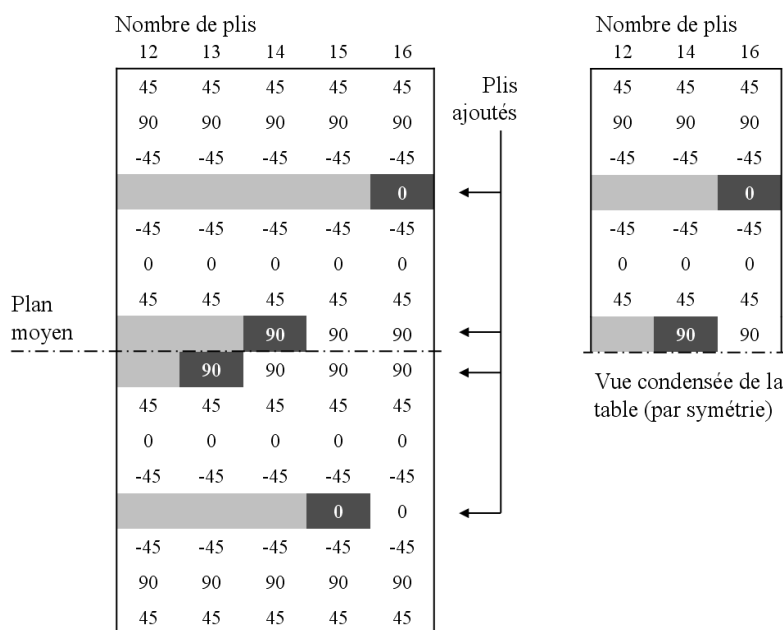 Nombre de plis
12 13 14 15 16
45 45 45 45 45
90 90 90 90 90
-45 -45 -45 -45 -45
0
-45 -45 -45 -45 -45
0 0 0 0 0
45 45 45 45 45
90 90 90
90 90 90 90
45 45 45 45 45
0 0 0 0 0
-45 -45 -45 -45 -45
0 0
-45 -45 -45 -45 -45
90 90 90 90 90
45 45 45 45 45
Plan
moyen
Plis
ajoutés
Nombre de plis
12 14 16
45 45 45
90 90 90
-45 -45 -45
0
-45 -45 -45
0 0 0
45 45 45
90 90
Vue condensée de la
table (par symétrie)